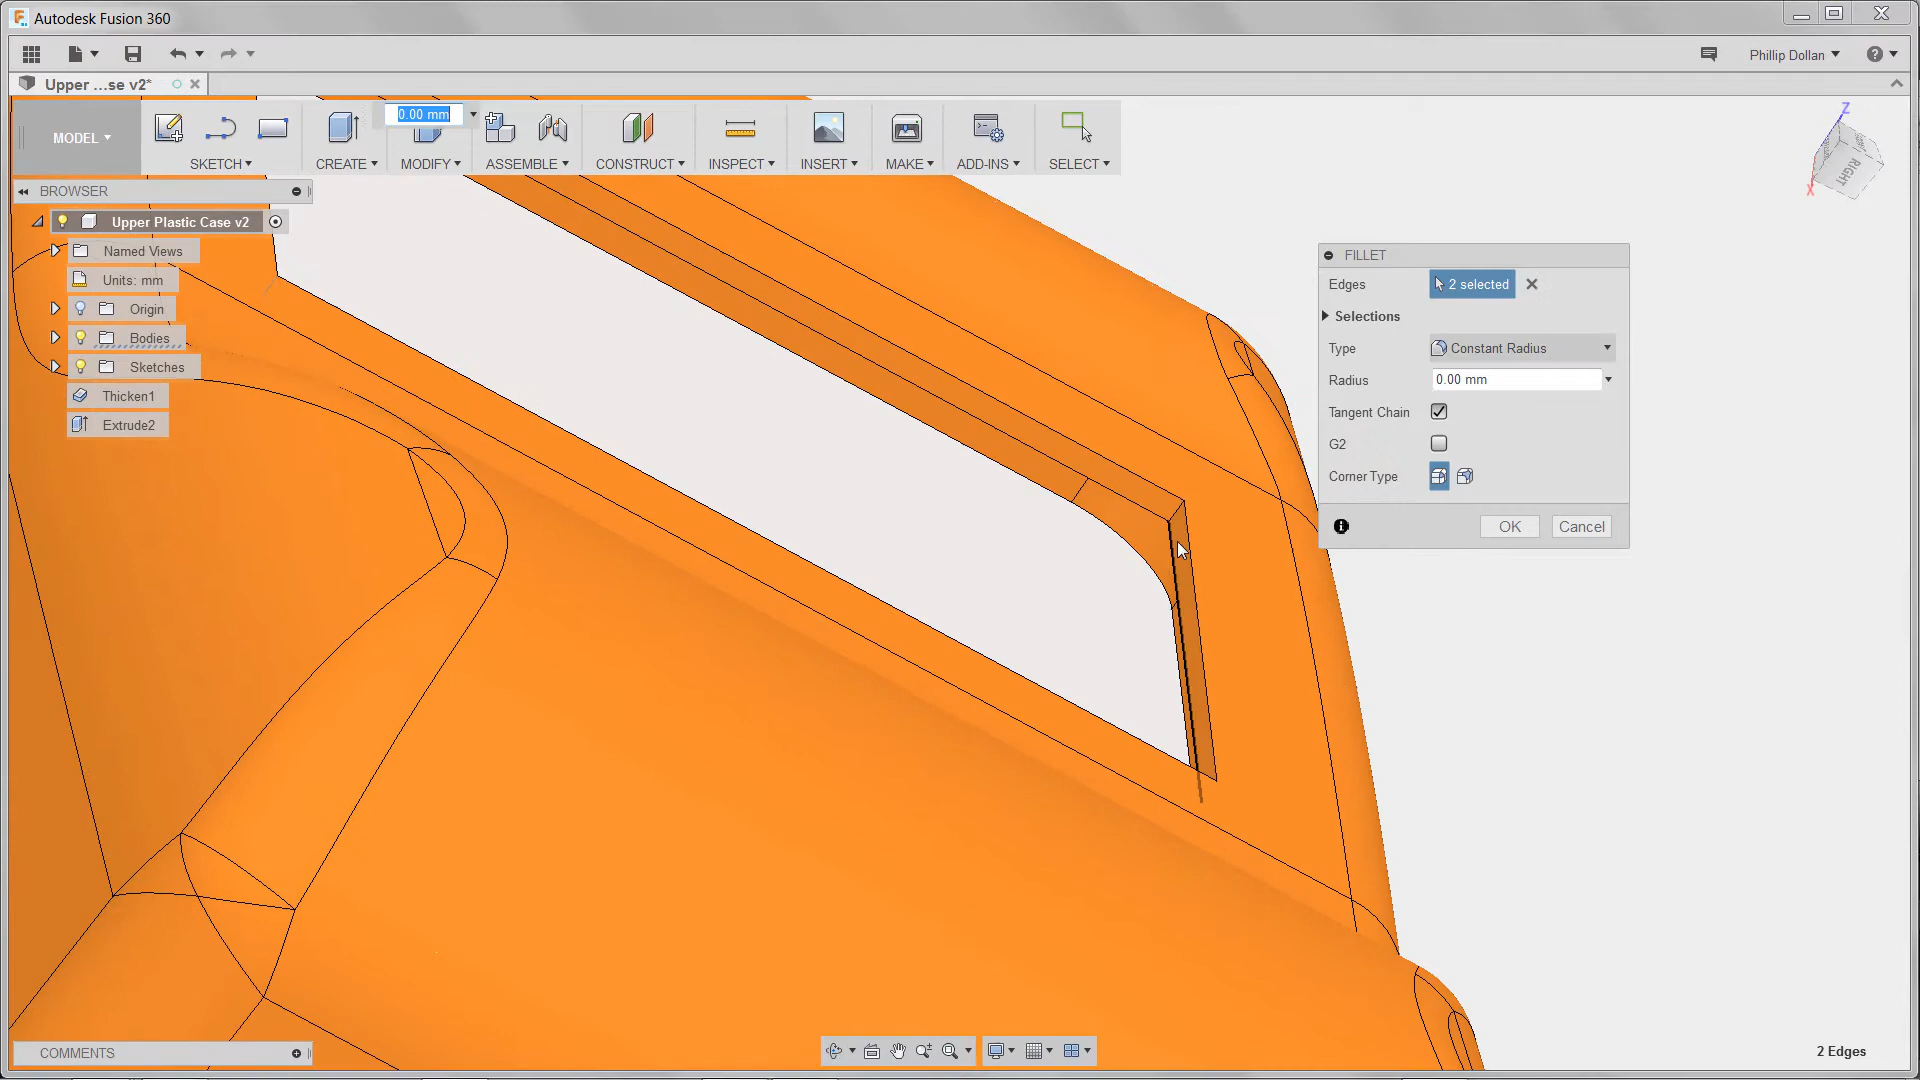 Autodesk Fusion 360
Phillip Dollan
Upper ...se v2*
MODEL
0.00 mm
SKETCH
CREATE
MODIFY
ASSEMBLE
CONSTRUCT
INSPECT
INSERT
MAKE
ADD-INS
SELECT
Z
X
RIGHT
BROWSER
Upper Plastic Case v2
Named Views
Units: mm
Origin
Bodies
Sketches
Thicken1
Extrude2
FILLET
Edges 2 selected
Selections
Type Constant Radius
Radius 0.00 mm
Tangent Chain
G2
Corner Type
OK Cancel
COMMENTS
2 Edges